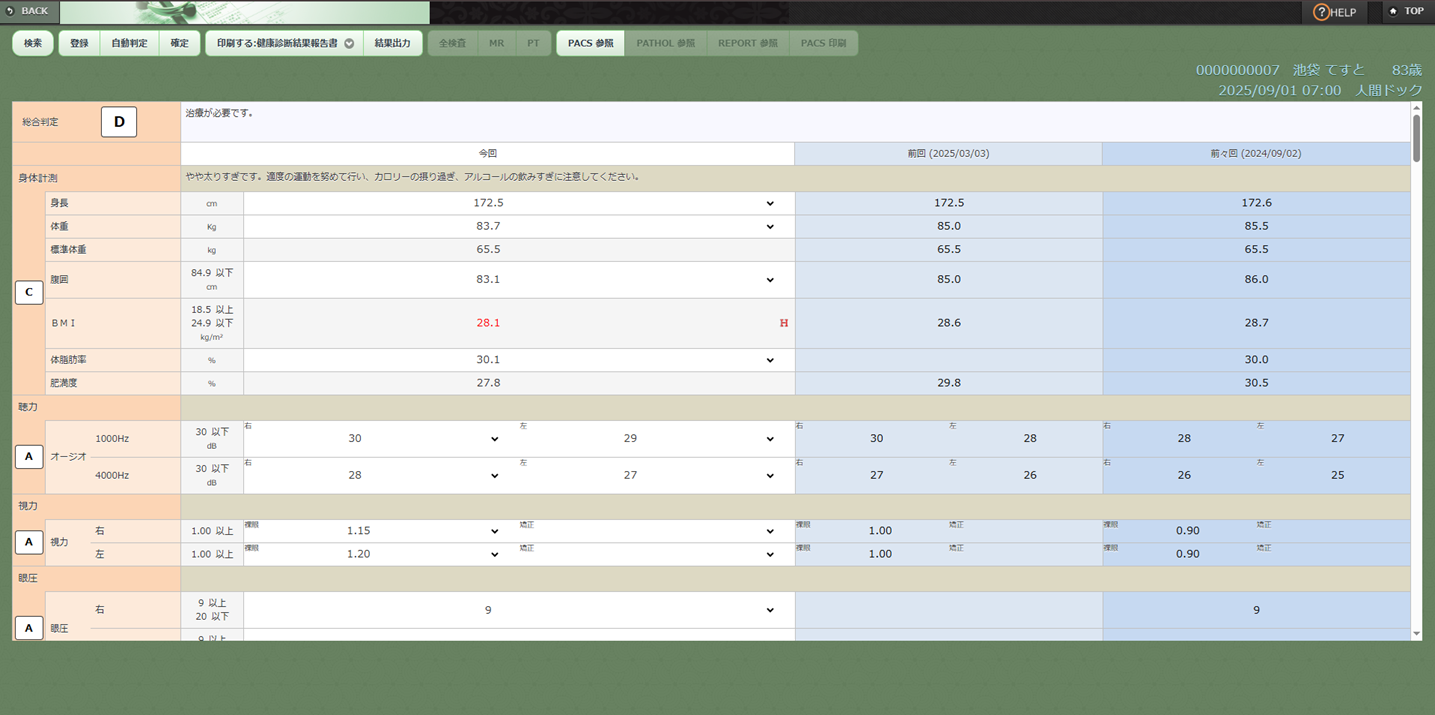 BACK
?HELP
TOP
検索 登録 自動判定 確定 印刷する:健康診断結果報告書 結果出力 全検査 MR PT PACS 参照 PATHOL 参照 REPORT 参照 PACS 印刷
0000000007 池袋 てすと 83歳
2025/09/01 07:00 人間ドック
総合判定 D 治療が必要です。
今回 前回 (2025/03/03) 前々回 (2024/09/02)
身体計測 やや太りすぎです。適度の運動を努めて行い、カロリーの摂り過ぎ、アルコールの飲みすぎに注意してください。
C
身長 cm 172.5 172.5 172.6
体重 Kg 83.7 85.0 85.5
標準体重 kg 65.5 65.5 65.5
腹囲 84.9 以下 cm 83.1 85.0 86.0
ＢＭＩ 18.5 以上 24.9 以下 kg/m² 28.1 H 28.6 28.7
体脂肪率 % 30.1 30.0
肥満度 % 27.8 29.8 30.5
聴力
A オージオ
1000Hz 30 以下 dB 右 30 左 29 右 30 左 28 右 28 左 27
4000Hz 30 以下 dB 右 28 左 27 右 27 左 26 右 26 左 25
視力
A 視力
右 1.00 以上 裸眼 1.15 矯正 裸眼 1.00 矯正 裸眼 0.90 矯正
左 1.00 以上 裸眼 1.20 矯正 裸眼 1.00 矯正 裸眼 0.90 矯正
眼圧
A 眼圧
右 9 以上 20 以下 9 9
9 以上